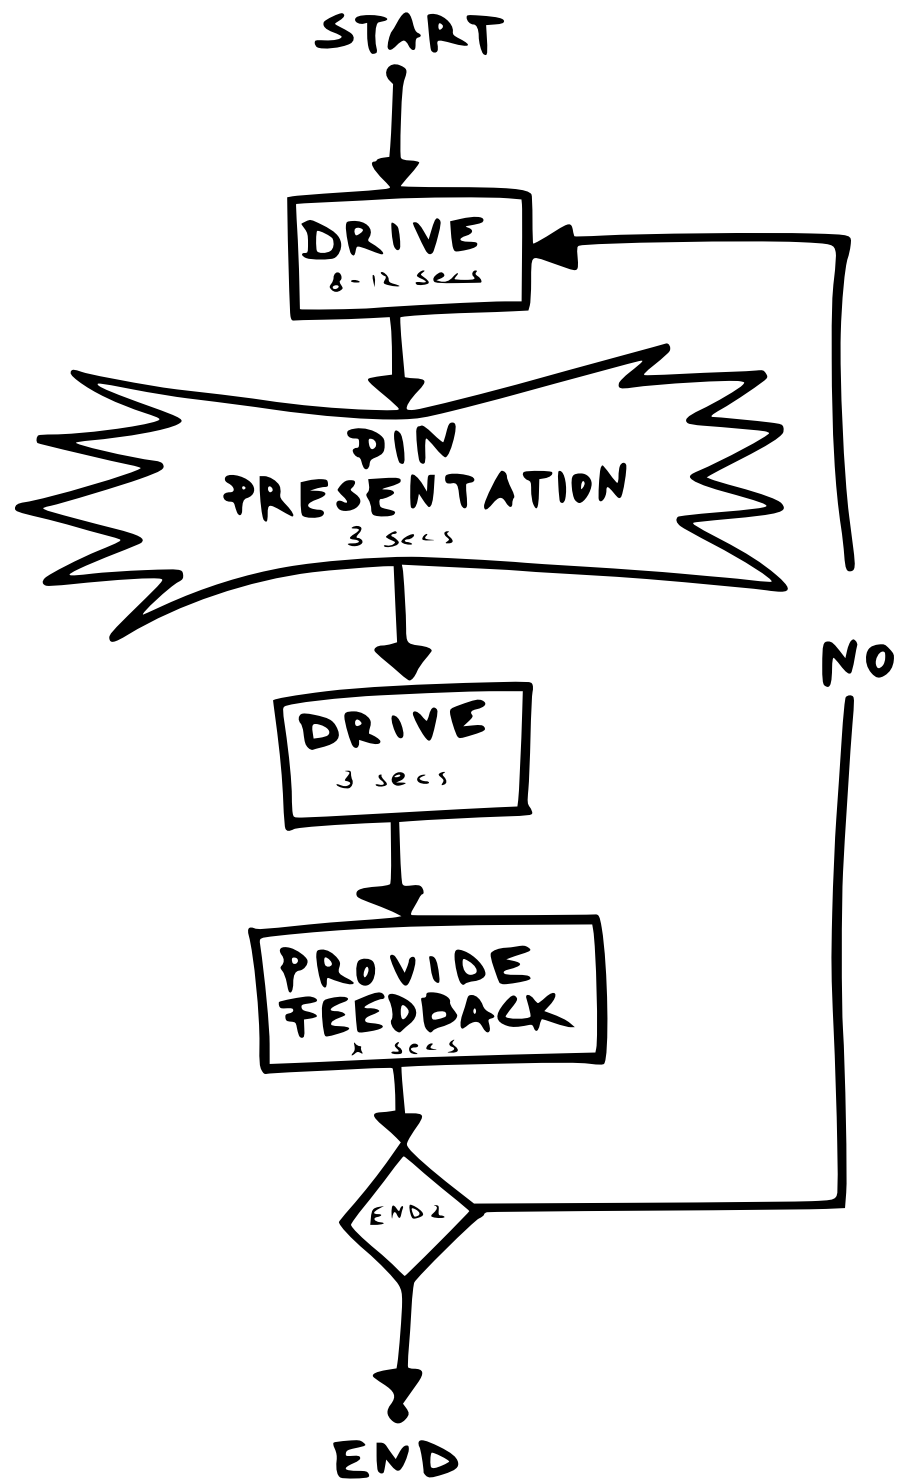 START
DRIVE
8-12 secs
PIN
PRESENTATION
3 secs
DRIVE
3 secs
NO
PROVIDE
FEEDBACK
x secs
END?
END